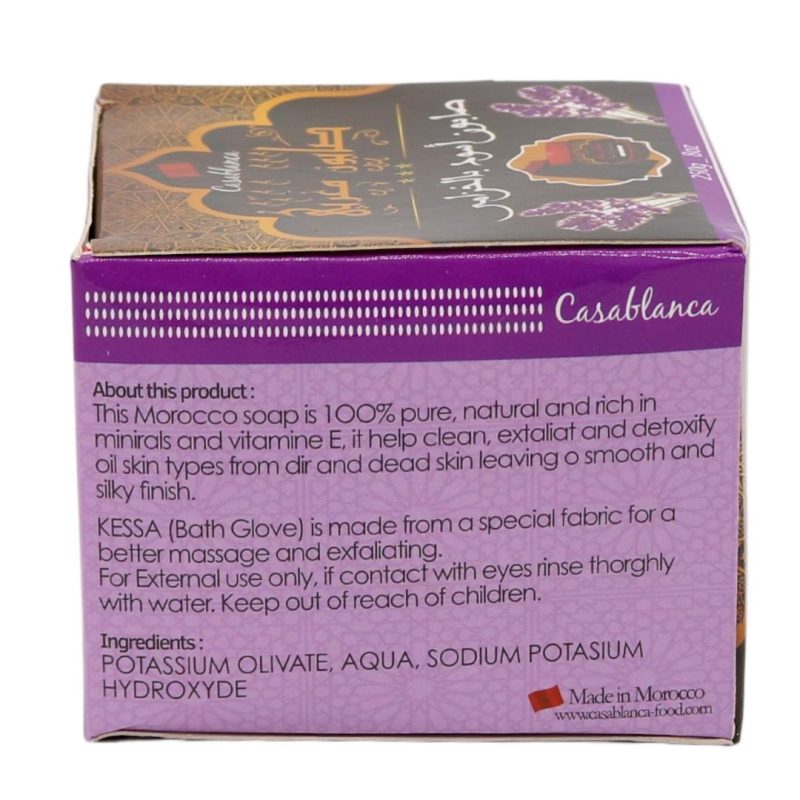 Casablanca
صابون مغربي
صابون أسود بالخزامى
250g_ 8oz
Casablanca
About this product :
This Morocco soap is 100% pure, natural and rich in
minirals and vitamine E, it help clean, extaliat and detoxify
oil skin types from dir and dead skin leaving o smooth and
silky finish.
KESSA (Bath Glove) is made from a special fabric for a
better massage and exfaliating.
For External use only, if contact with eyes rinse thorghly
with water. Keep out of reach of children.
Ingredients :
POTASSIUM OLIVATE, AQUA, SODIUM POTASIUM
HYDROXYDE
Made in Morocco
www.casablanca-food.com